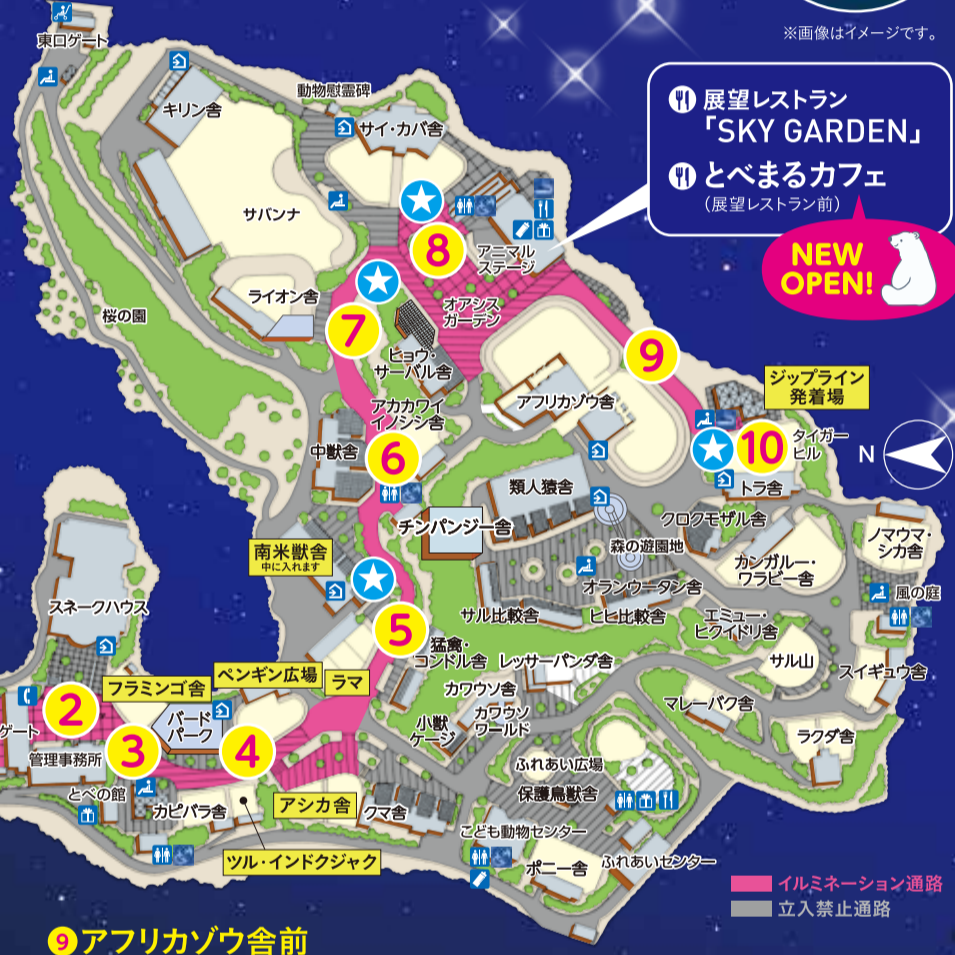 ※画像はイメージです。
東口ゲート
動物慰霊碑
キリン舎
サイ・カバ舎
展望レストラン
「SKY GARDEN」
とべまるカフェ
(展望レストラン前)
NEW
OPEN!
サバンナ
8
アニマル
ステージ
ライオン舎
オアシス
ガーデン
桜の園
7
ヒョウ・
サーバル舎
9
ジップライン
発着場
アフリカゾウ舎
アカカワイ
イノシシ舎
中獣舎
6
10
タイガー
ヒル
N
トラ舎
類人猿舎
チンパンジー舎
クロクモザル舎
ノマウマ・
シカ舎
森の遊園地
カンガルー・
ワラビー舎
南米獣舎
中に入れます
オランウータン舎
風の庭
スネークハウス
サル比較舎
ヒヒ比較舎
エミュー・
ヒクイドリ舎
5
猛禽・
コンドル舎
レッサーパンダ舎
サル山
スイギュウ舎
ペンギン広場
ラマ
フラミンゴ舎
カワウソ舎
マレーバク舎
2
バード
パーク
カワウソ
ワールド
小獣
ケージ
ゲート
3
4
ラクダ舎
管理事務所
ふれあい広場
とべの館
保護鳥獣舎
カピバラ舎
アシカ舎
クマ舎
こども動物センター
ツル・インドクジャク
ポニー舎
ふれあいセンター
イルミネーション通路
立入禁止通路
9アフリカゾウ舎前